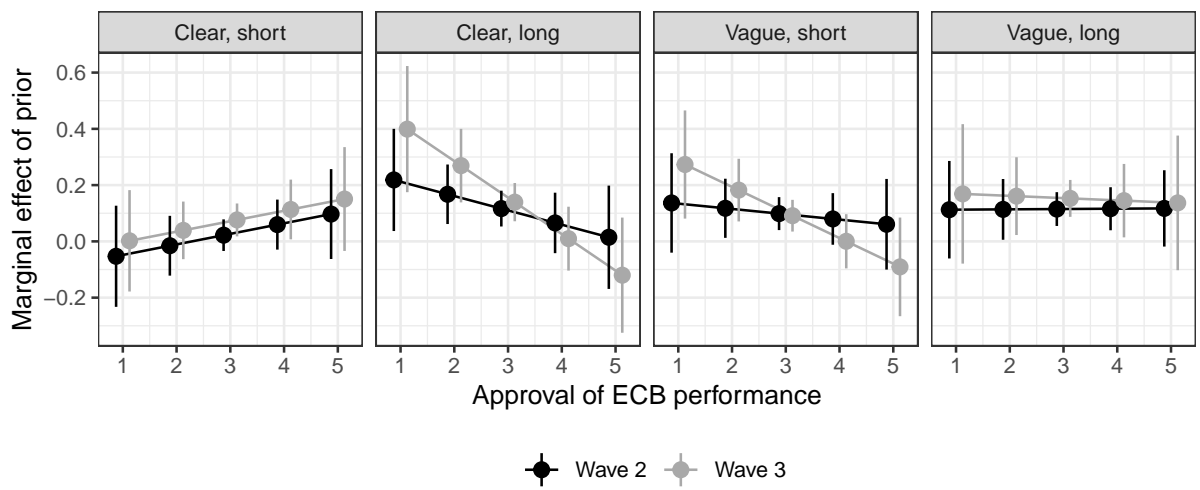 Clear, short
Clear, long
Vague, short
Vague, long
Marginal effect of prior
0.6
0.4
0.2
0.0
−0.2
1 2 3 4 5
1 2 3 4 5
1 2 3 4 5
1 2 3 4 5
Approval of ECB performance
Wave 2 Wave 3